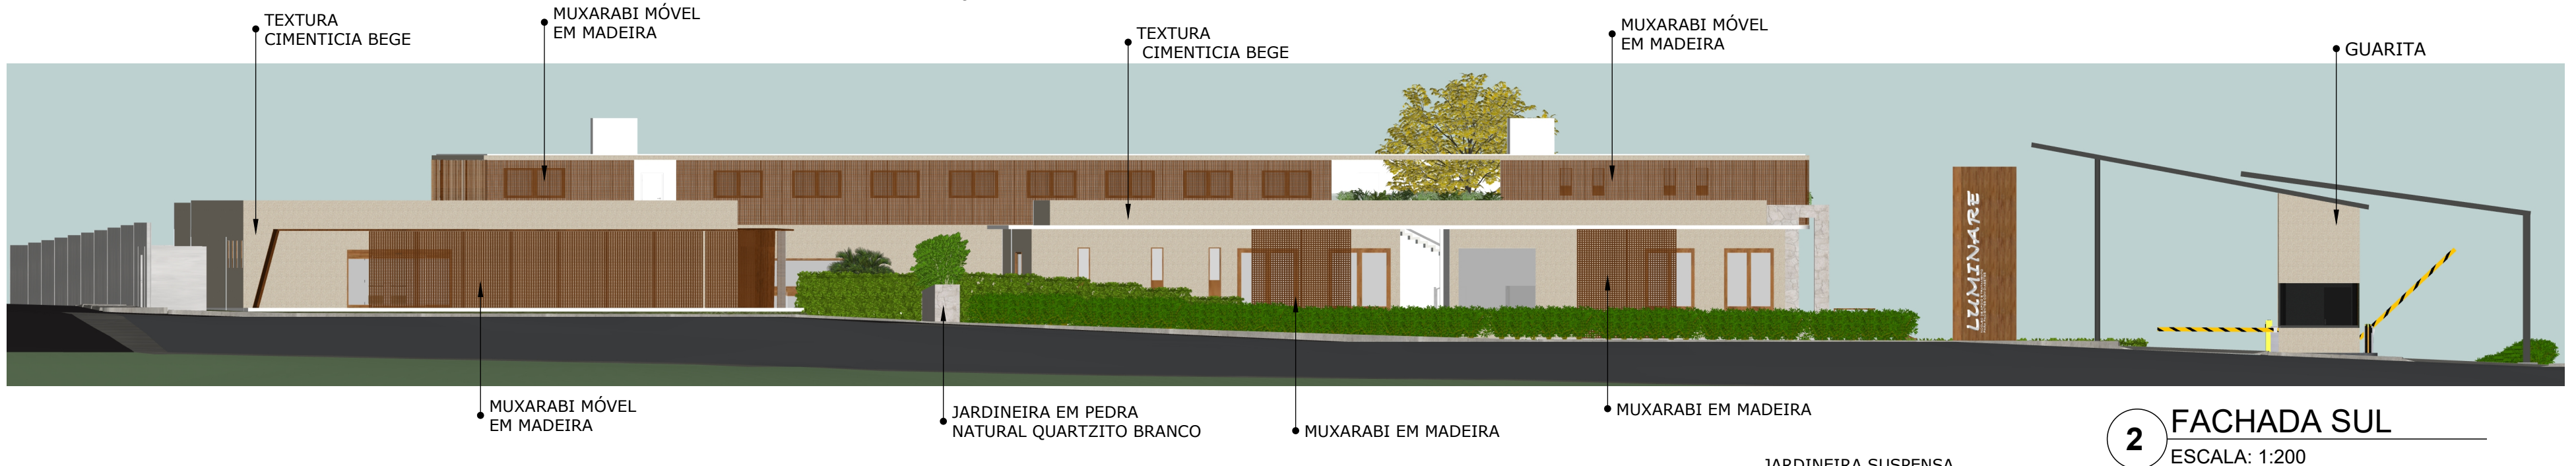 TEXTURA
CIMENTICIA BEGE
MUXARABI MÓVEL
EM MADEIRA
TEXTURA
CIMENTICIA BEGE
MUXARABI MÓVEL
EM MADEIRA
GUARITA
LUMINARE
MUXARABI MÓVEL
EM MADEIRA
JARDINEIRA EM PEDRA
NATURAL QUARTZITO BRANCO
MUXARABI EM MADEIRA
MUXARABI EM MADEIRA
2
FACHADA SUL
ESCALA: 1:200
JARDINEIRA SUSPENSA